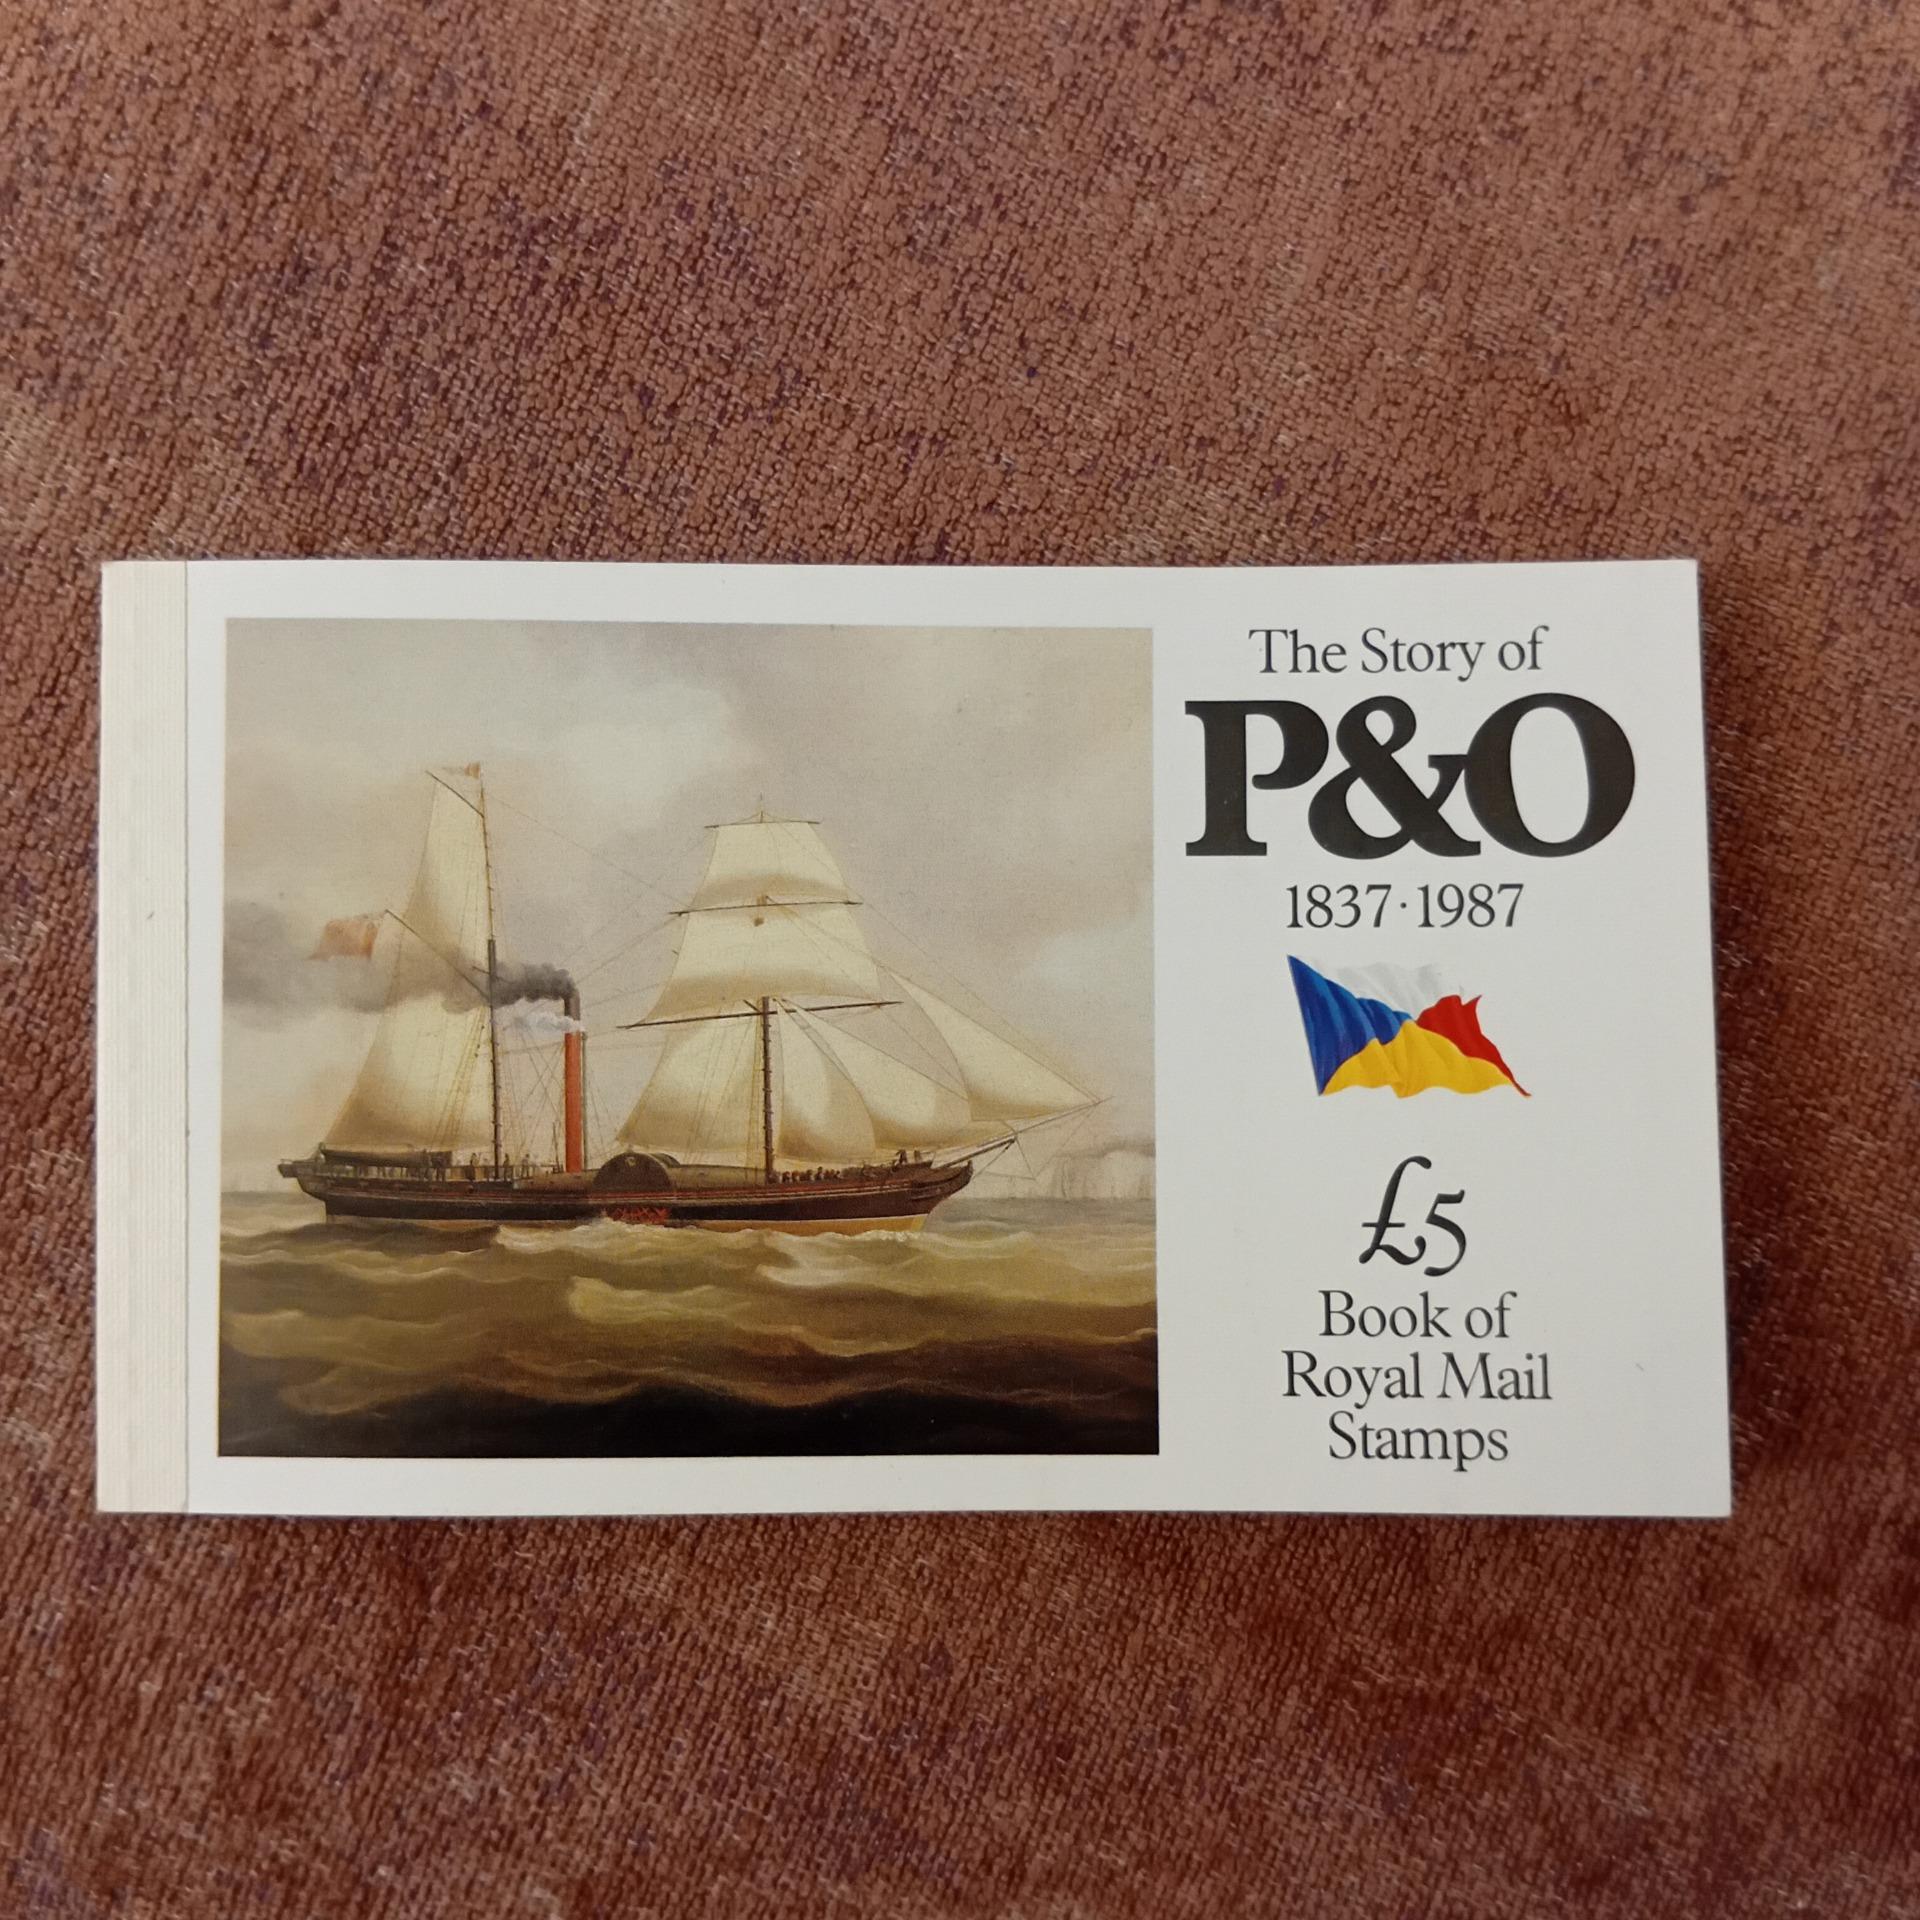 The Story of
P&O
1837·1987
£5
Book of
Royal Mail
Stamps